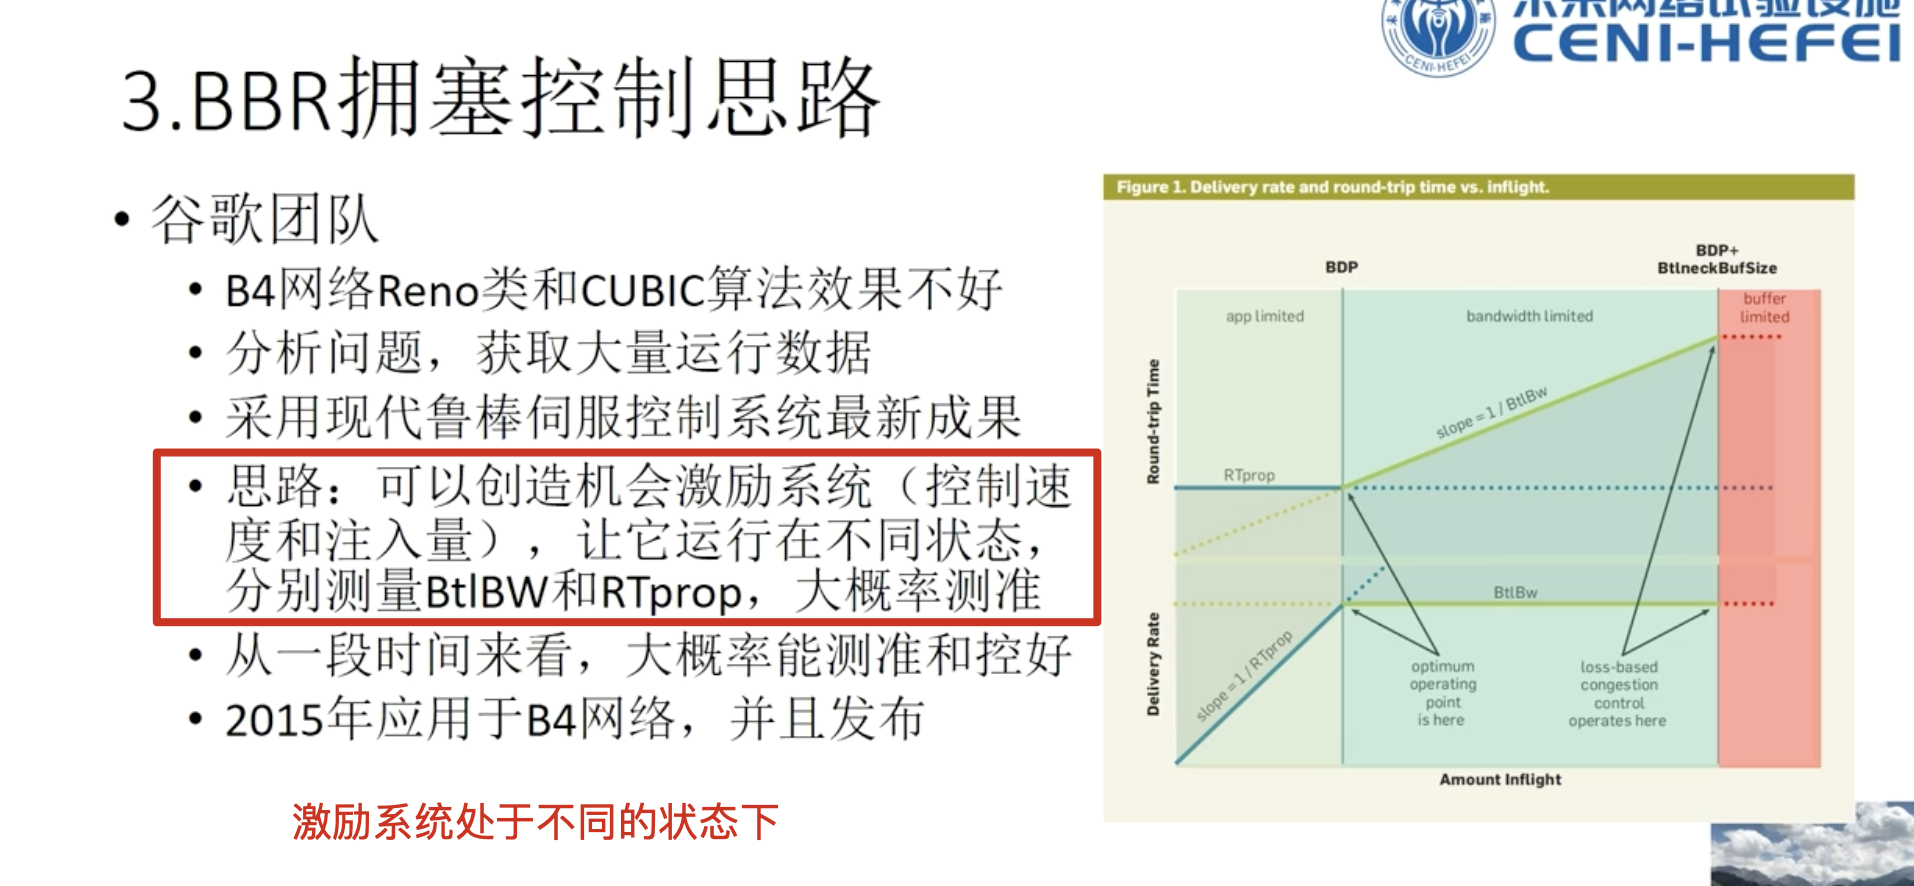 未来网络试验设施
CENI-HEFEI
CENI-HEFEI
3.BBR拥塞控制思路
• 谷歌团队
• B4网络Reno类和CUBIC算法效果不好
• 分析问题，获取大量运行数据
• 采用现代鲁棒伺服控制系统最新成果
• 思路：可以创造机会激励系统（控制速
度和注入量），让它运行在不同状态，
分别测量BtlBW和RTprop，大概率测准
• 从一段时间来看，大概率能测准和控好
• 2015年应用于B4网络，并且发布
激励系统处于不同的状态下
Figure 1. Delivery rate and round-trip time vs. inflight.
BDP
BDP+
BtlneckBufSize
app limited
bandwidth limited
buffer
limited
Round-trip Time
RTprop
slope = 1 / BtlBw
Delivery Rate
BtlBw
slope = 1 / RTprop
optimum
operating
point
is here
loss-based
congestion
control
operates here
Amount Inflight